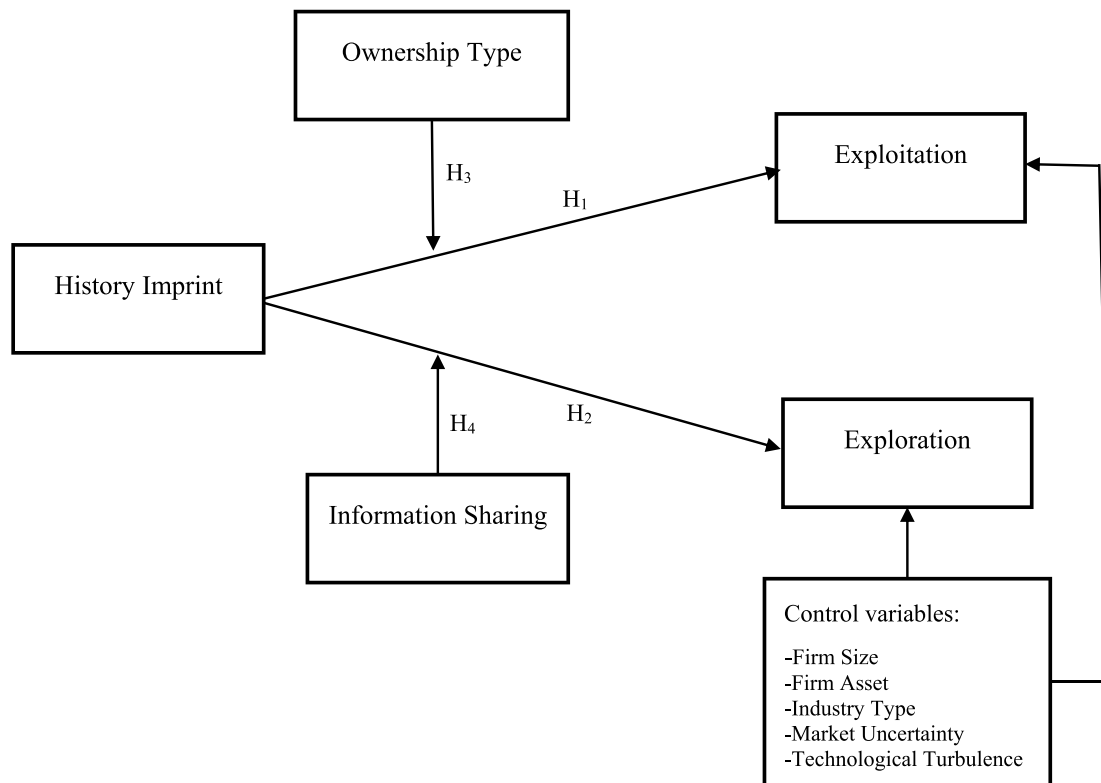 Ownership Type
Exploitation
H₃
H₁
History Imprint
H₂
H₄
Exploration
Information Sharing
Control variables:
-Firm Size
-Firm Asset
-Industry Type
-Market Uncertainty
-Technological Turbulence